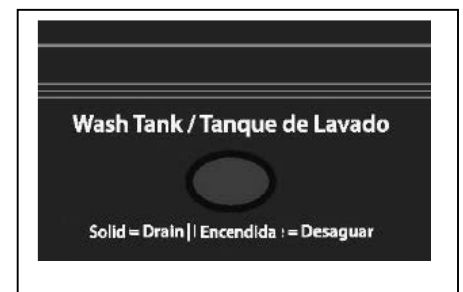 Wash Tank / Tanque de Lavado
Solid = Drain | | Encendida : = Desaguar